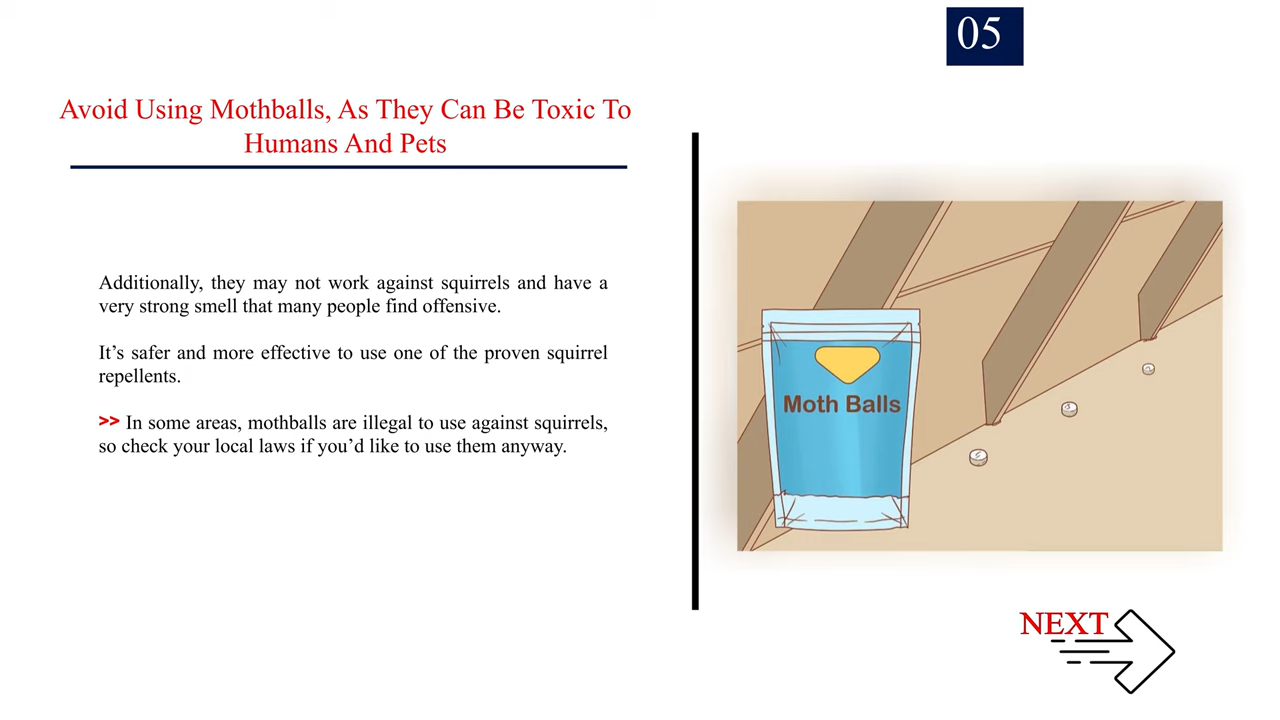 05
Avoid Using Mothballs, As They Can Be Toxic To
Humans And Pets
Additionally, they may not work against squirrels and have a
very strong smell that many people find offensive.
It’s safer and more effective to use one of the proven squirrel
repellents.
>> In some areas, mothballs are illegal to use against squirrels,
so check your local laws if you’d like to use them anyway.
Moth Balls
NEXT